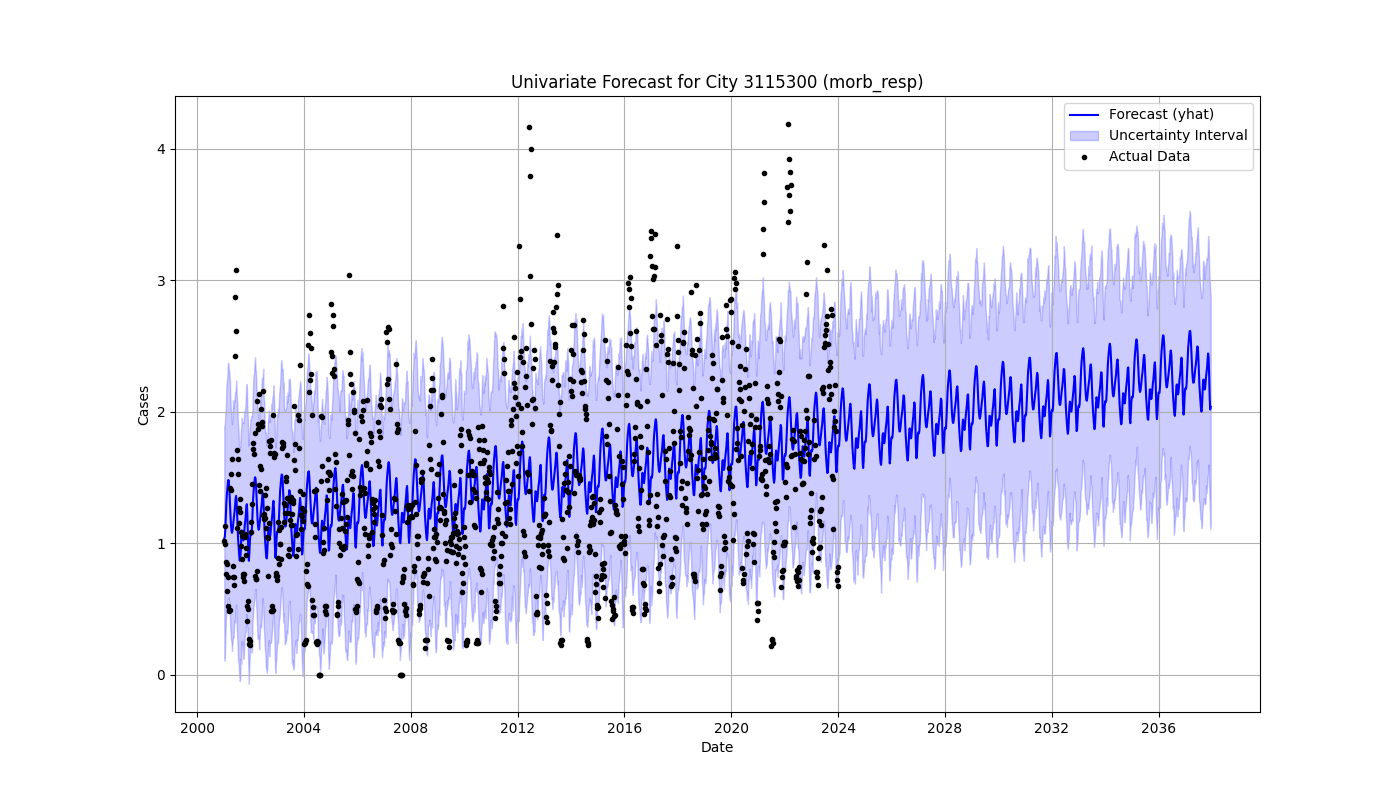 Univariate Forecast for City 3115300 (morb_resp)
Forecast (yhat)
Uncertainty Interval
Actual Data
Cases
4
3
2
1
0
2000 2004 2008 2012 2016 2020 2024 2028 2032 2036
Date